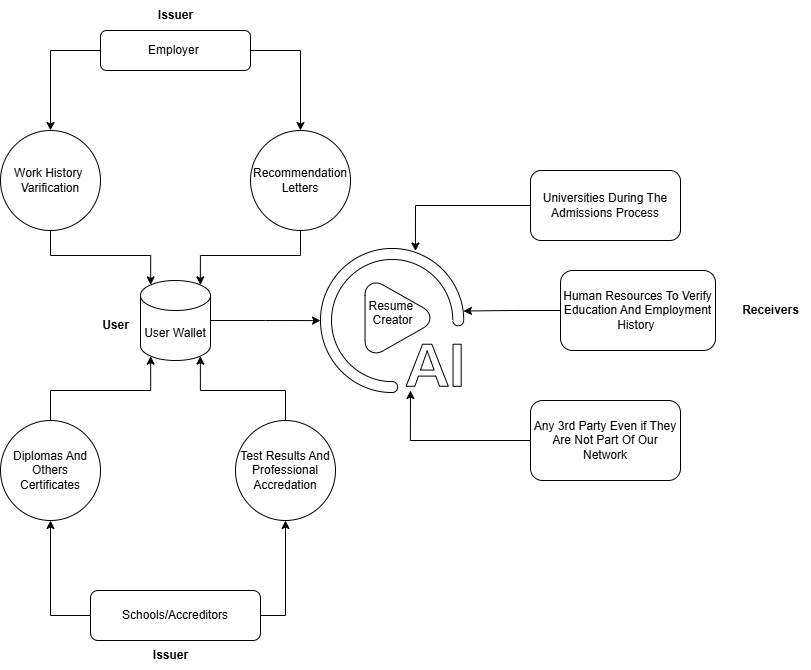 Issuer
Employer
Work History
Varification
Recommendation
Letters
Universities During The
Admissions Process
User
User Wallet
Resume
Creator
AI
Human Resources To Verify
Education And Employment
History
Receivers
Any 3rd Party Even if They
Are Not Part Of Our
Network
Diplomas And
Others
Certificates
Test Results And
Professional
Accredation
Schools/Accreditors
Issuer